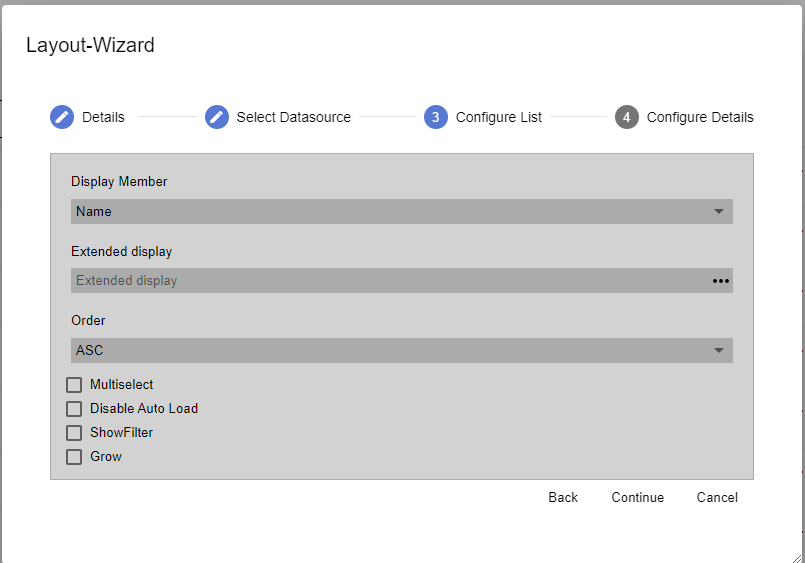 Layout-Wizard
Details Select Datasource 3 Configure List 4 Configure Details
Display Member
Name
Extended display
Extended display
Order
ASC
Multiselect
Disable Auto Load
ShowFilter
Grow
Back Continue Cancel